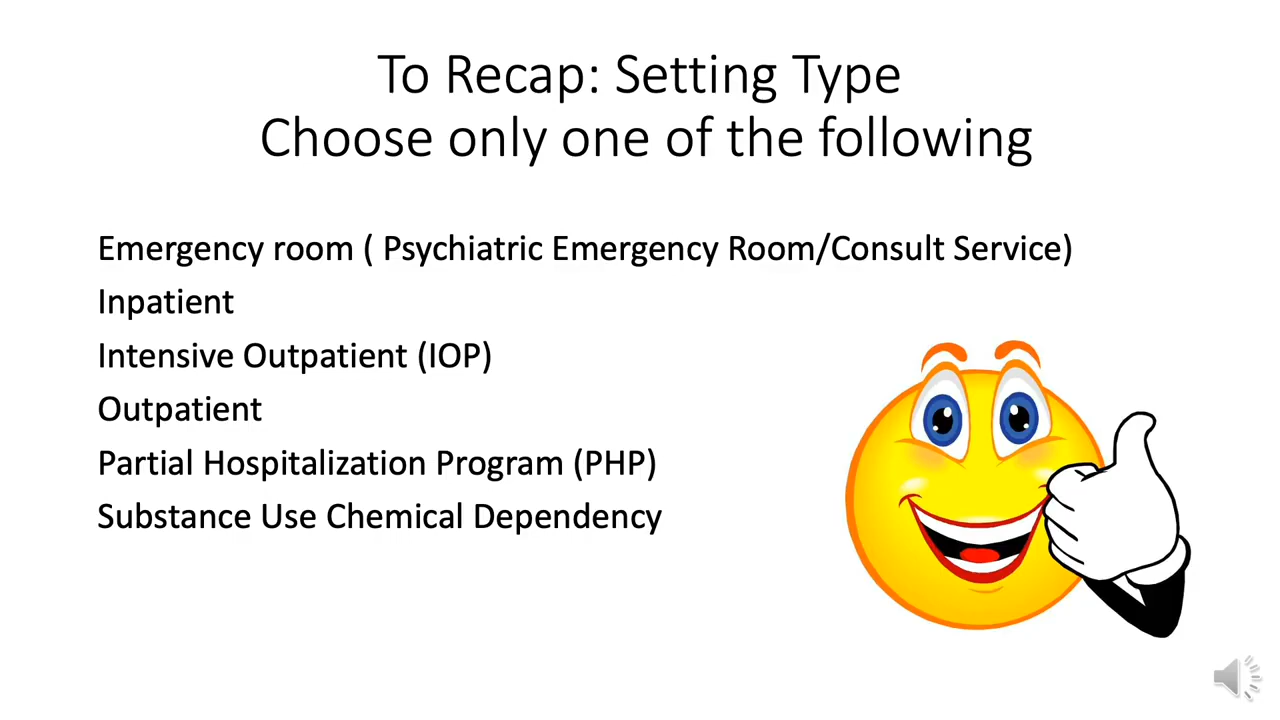 To Recap: Setting Type
Choose only one of the following
Emergency room ( Psychiatric Emergency Room/Consult Service)
Inpatient
Intensive Outpatient (IOP)
Outpatient
Partial Hospitalization Program (PHP)
Substance Use Chemical Dependency